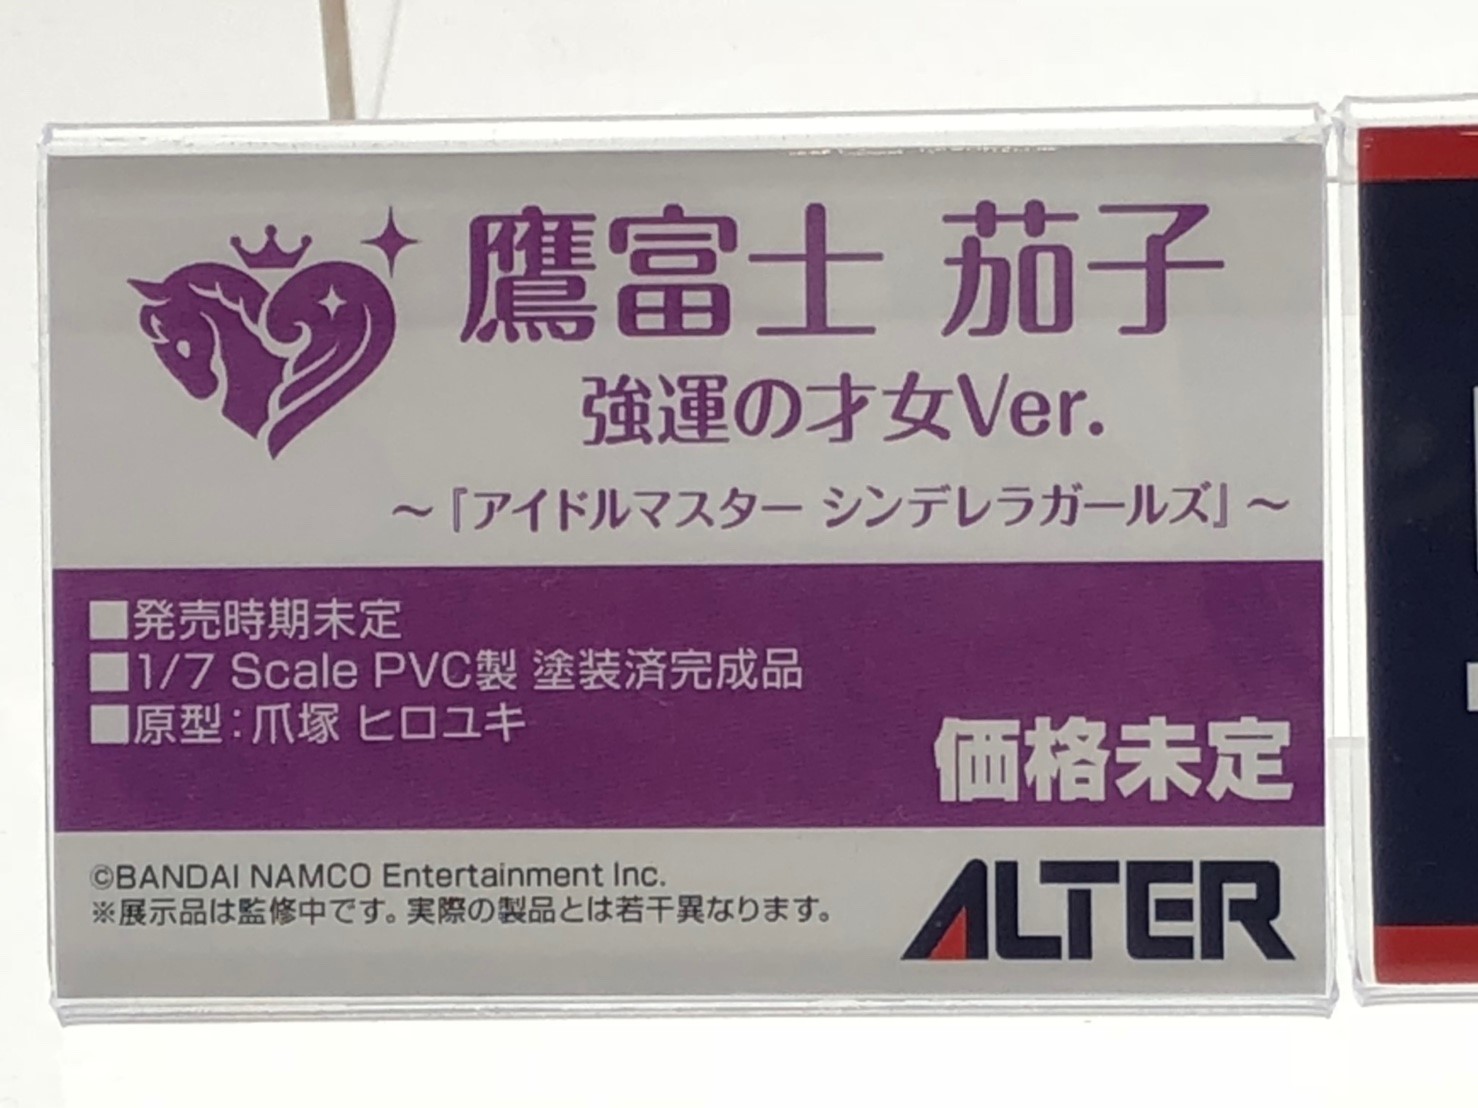 鷹富士 茄子
強運の才女Ver.
～『アイドルマスター シンデレラガールズ』～
■発売時期未定
■1/7 Scale PVC製 塗装済完成品
■原型：爪塚 ヒロユキ
価格未定
©BANDAI NAMCO Entertainment Inc.
※展示品は監修中です。実際の製品とは若干異なります。
ALTER